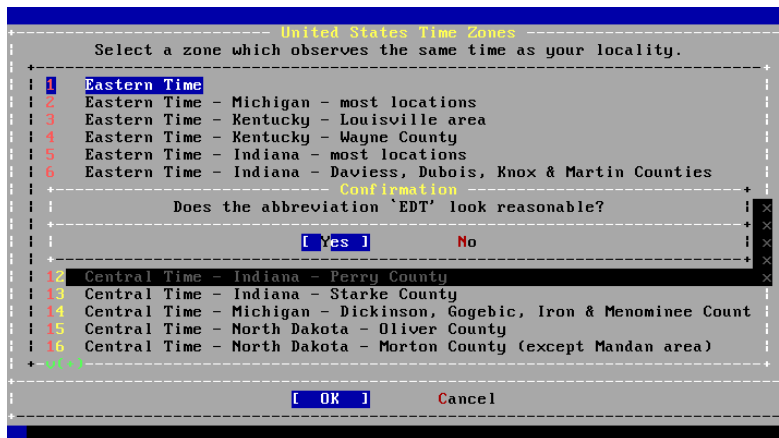 United States Time Zones
Select a zone which observes the same time as your locality.
1 Eastern Time
2 Eastern Time - Michigan - most locations
3 Eastern Time - Kentucky - Louisville area
4 Eastern Time - Kentucky - Wayne County
5 Eastern Time - Indiana - most locations
6 Eastern Time - Indiana - Daviess, Dubois, Knox & Martin Counties
Confirmation
Does the abbreviation `EDT' look reasonable?
[ Yes ] No
12 Central Time - Indiana - Perry County
13 Central Time - Indiana - Starke County
14 Central Time - Michigan - Dickinson, Gogebic, Iron & Menominee Count
15 Central Time - North Dakota - Oliver County
16 Central Time - North Dakota - Morton County (except Mandan area)
v(+)
[ OK ] Cancel